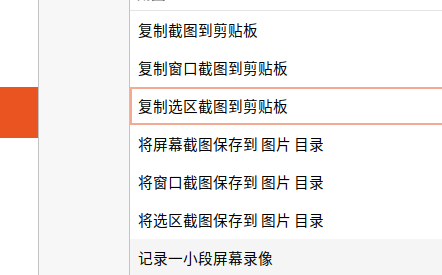 复制截图到剪贴板
复制窗口截图到剪贴板
复制选区截图到剪贴板
将屏幕截图保存到 图片 目录
将窗口截图保存到 图片 目录
将选区截图保存到 图片 目录
记录一小段屏幕录像